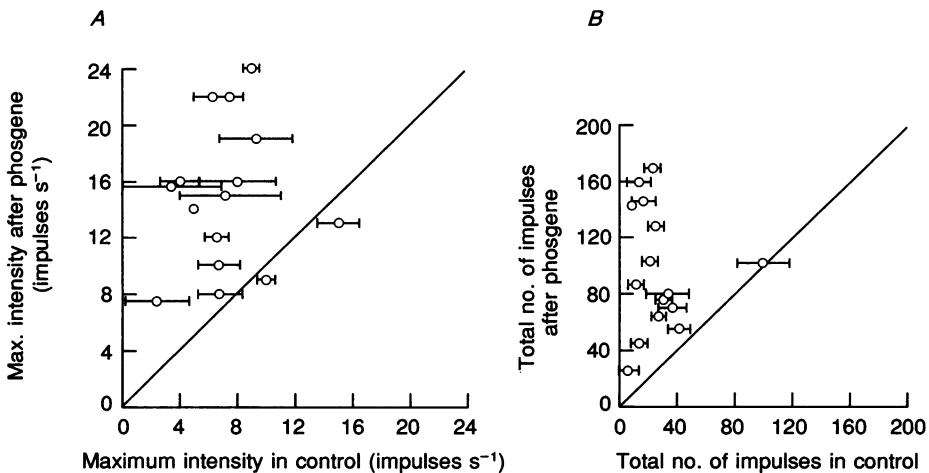 A
B
Max. intensity after phosgene
(impulses s⁻¹)
24
20
16
12
8
4
0
0 4 8 12 16 20 24
Maximum intensity in control (impulses s⁻¹)
Total no. of impulses
after phosgene
200
160
120
80
40
0
0 40 80 120 160 200
Total no. of impulses in control